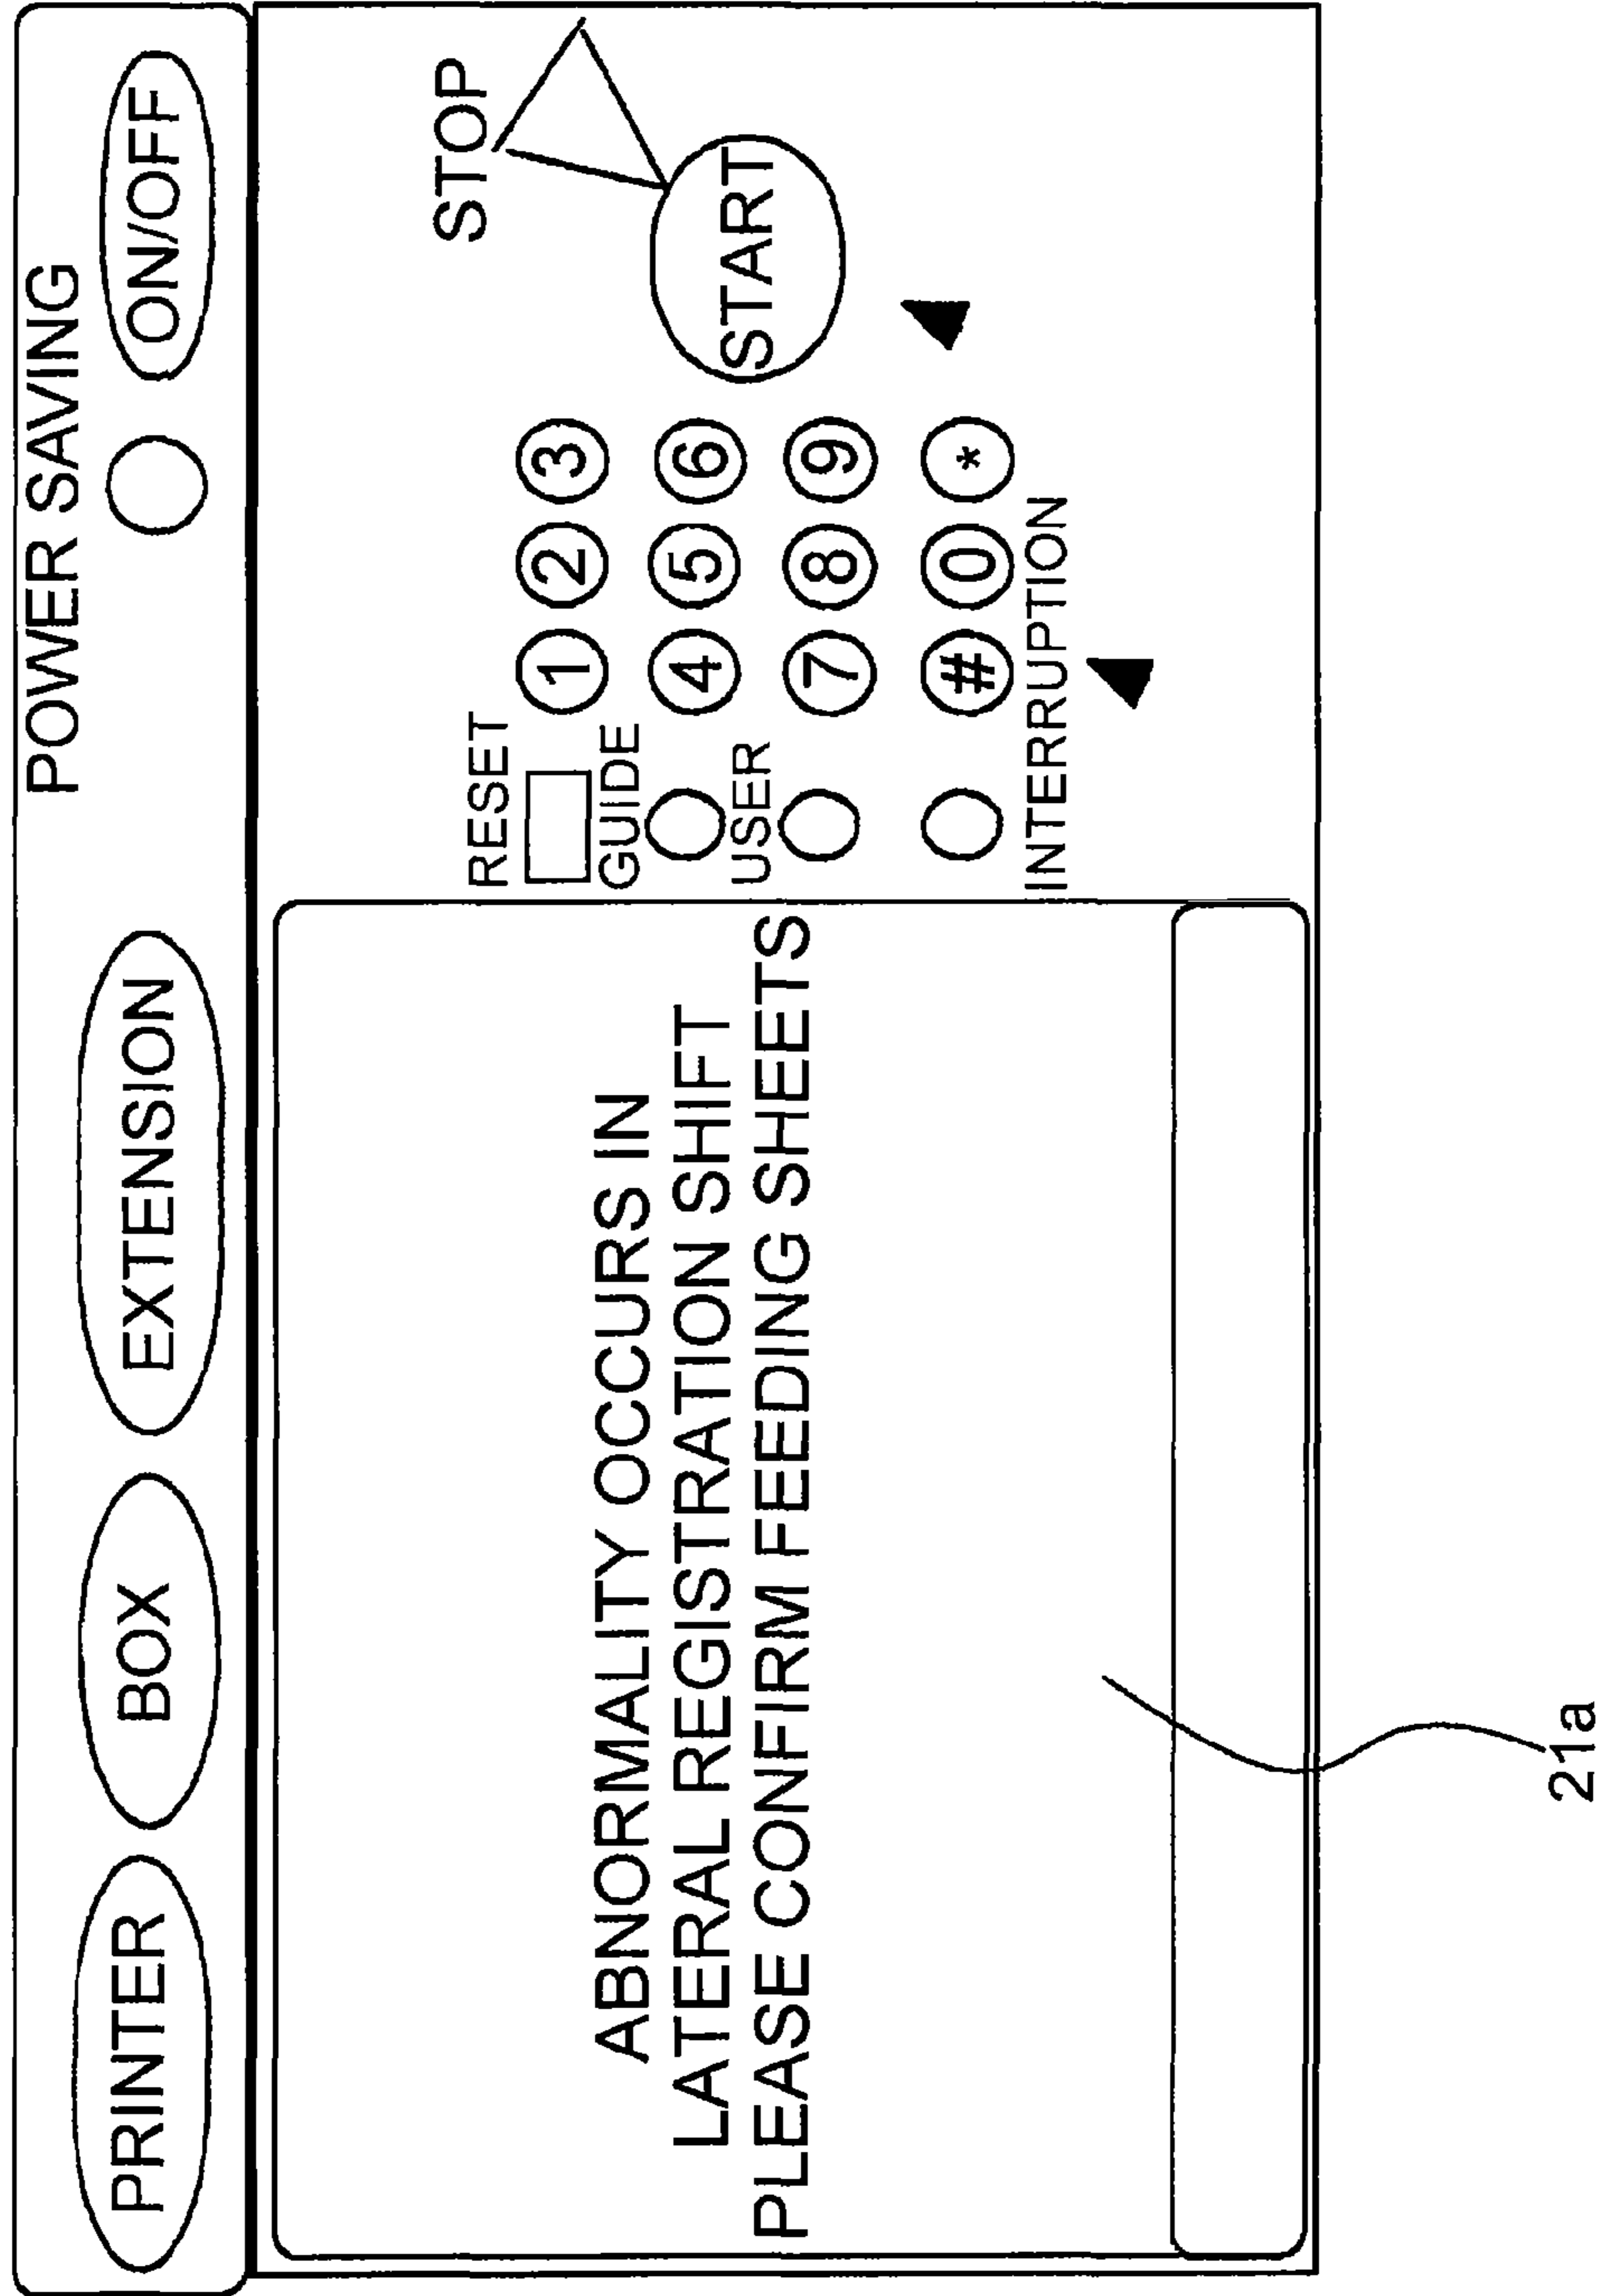 POWER SAVING
PRINTER
BOX
EXTENSION
ON/OFF
ABNORMALITY OCCURS IN
LATERAL REGISTRATION SHIFT
PLEASE CONFIRM FEEDING SHEETS
RESET
GUIDE
USER
INTERRUPTION
1 2 3
4 5 6
7 8 9
# 0 *
STOP
START
21a